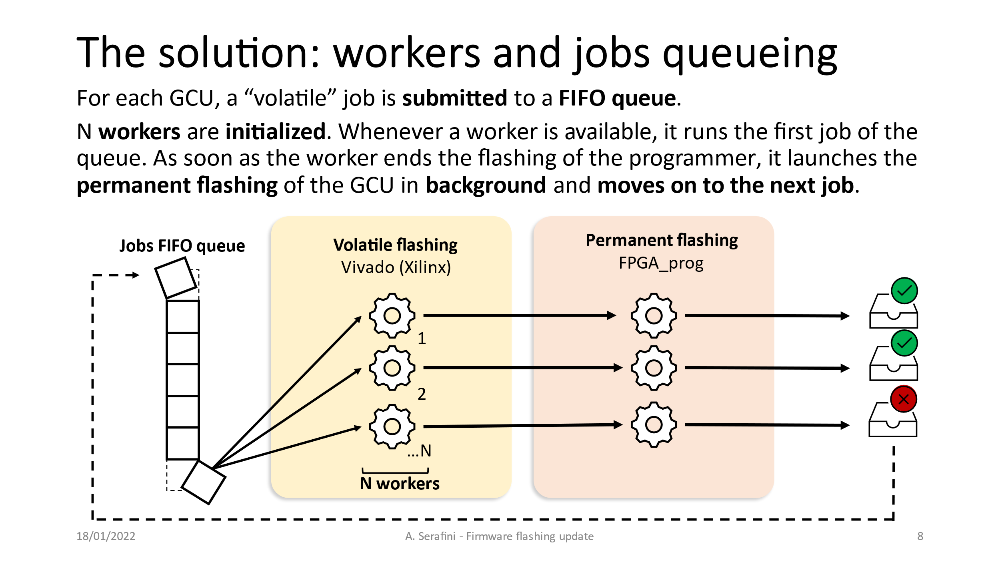 The solution: workers and jobs queueing
For each GCU, a “volatile” job is submitted to a FIFO queue.
N workers are initialized. Whenever a worker is available, it runs the first job of the
queue. As soon as the worker ends the flashing of the programmer, it launches the
permanent flashing of the GCU in background and moves on to the next job.
Jobs FIFO queue
Volatile flashing
Vivado (Xilinx)
1
2
...N
N workers
Permanent flashing
FPGA_prog
18/01/2022
A. Serafini - Firmware flashing update
8